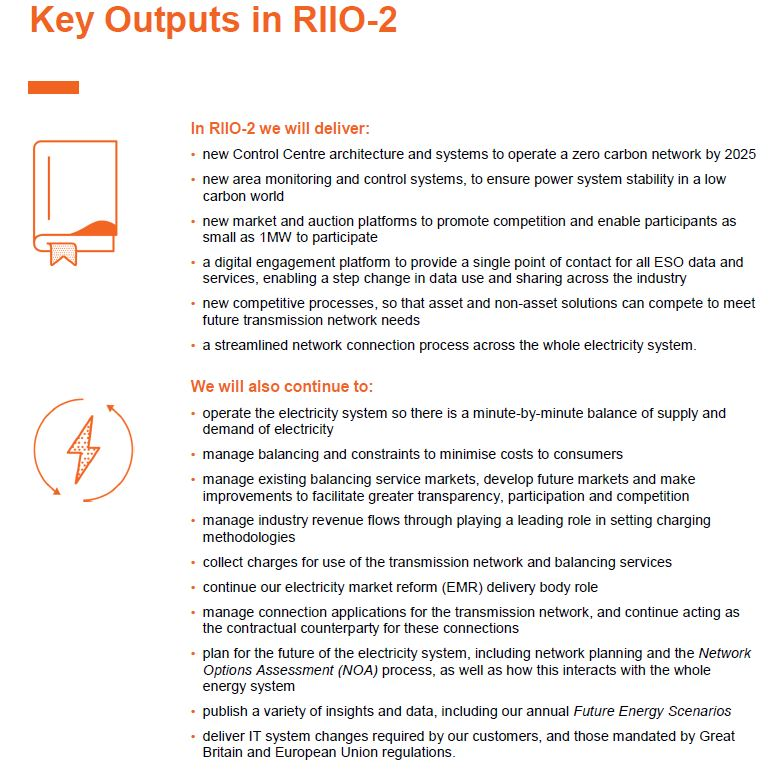 Key Outputs in RIIO-2
In RIIO-2 we will deliver:
• new Control Centre architecture and systems to operate a zero carbon network by 2025
• new area monitoring and control systems, to ensure power system stability in a low
carbon world
• new market and auction platforms to promote competition and enable participants as
small as 1MW to participate
• a digital engagement platform to provide a single point of contact for all ESO data and
services, enabling a step change in data use and sharing across the industry
• new competitive processes, so that asset and non-asset solutions can compete to meet
future transmission network needs
• a streamlined network connection process across the whole electricity system.
We will also continue to:
• operate the electricity system so there is a minute-by-minute balance of supply and
demand of electricity
• manage balancing and constraints to minimise costs to consumers
• manage existing balancing service markets, develop future markets and make
improvements to facilitate greater transparency, participation and competition
• manage industry revenue flows through playing a leading role in setting charging
methodologies
• collect charges for use of the transmission network and balancing services
• continue our electricity market reform (EMR) delivery body role
• manage connection applications for the transmission network, and continue acting as
the contractual counterparty for these connections
• plan for the future of the electricity system, including network planning and the Network
Options Assessment (NOA) process, as well as how this interacts with the whole
energy system
• publish a variety of insights and data, including our annual Future Energy Scenarios
• deliver IT system changes required by our customers, and those mandated by Great
Britain and European Union regulations.